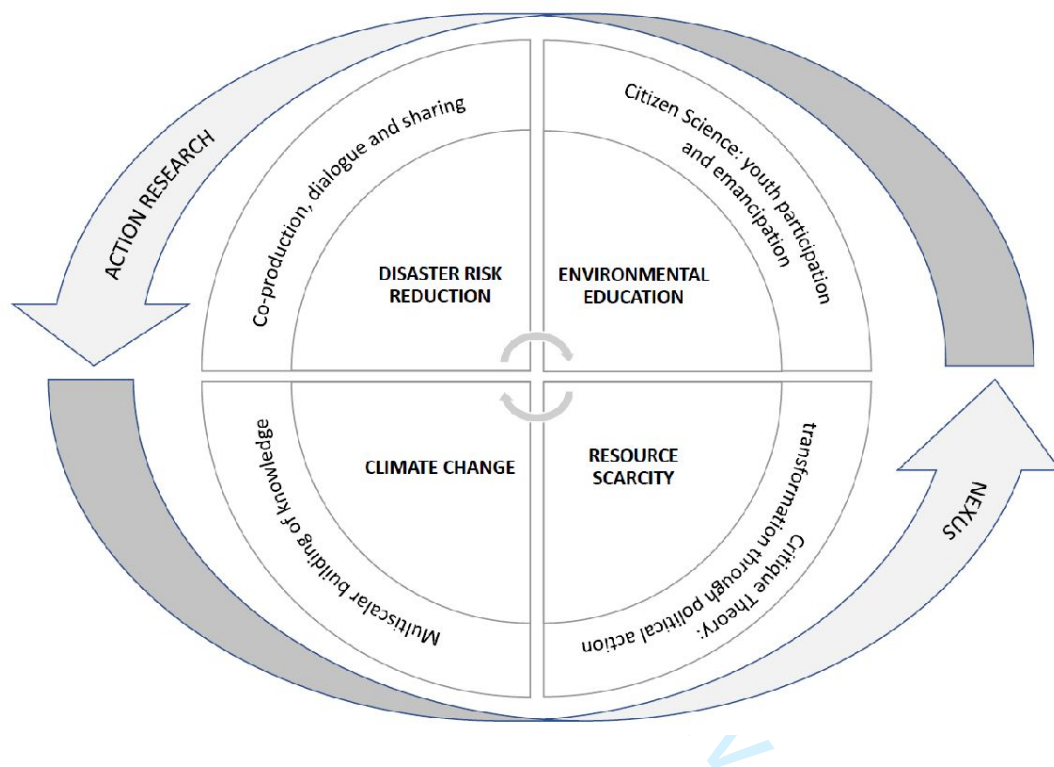 ACTION RESEARCH
Co-production, dialogue and sharing
Citizen Science: youth participation
and emancipation
DISASTER RISK
REDUCTION
ENVIRONMENTAL
EDUCATION
CLIMATE CHANGE
RESOURCE
SCARCITY
Multiscalar building of knowledge
Critique Theory:
transformation through political action
NEXUS